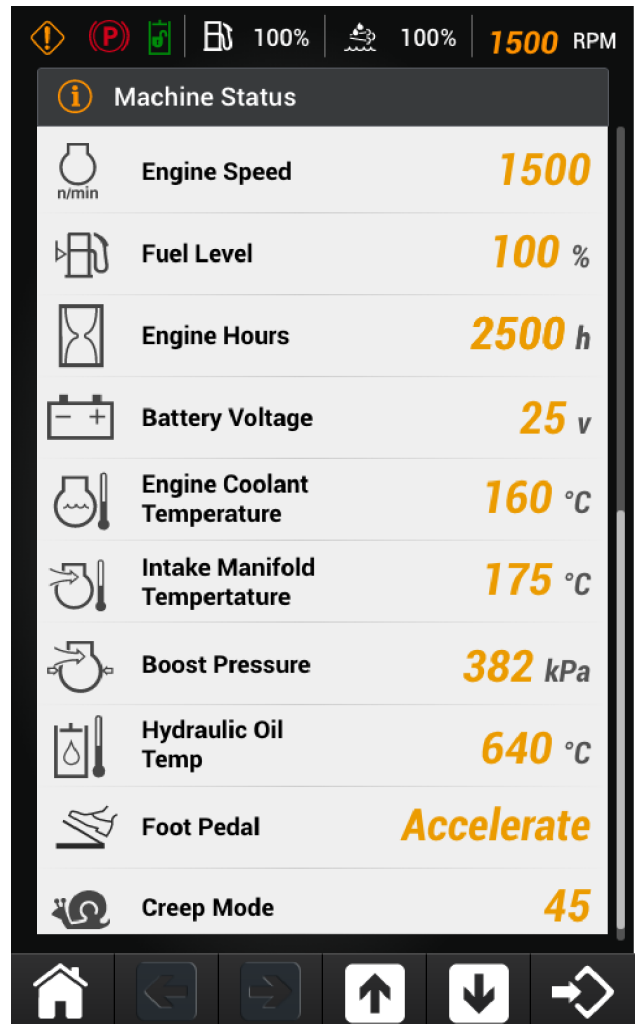 (P) 100% 100% 1500 RPM
i Machine Status
n/min Engine Speed 1500
Fuel Level 100 %
Engine Hours 2500 h
Battery Voltage 25 v
Engine Coolant
Temperature 160 °C
Intake Manifold
Tempertature 175 °C
Boost Pressure 382 kPa
Hydraulic Oil
Temp 640 °C
Foot Pedal Accelerate
Creep Mode 45